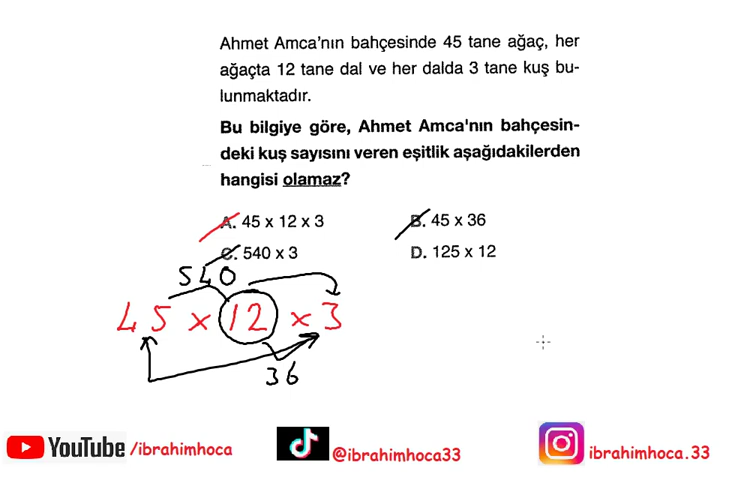 Ahmet Amca'nın bahçesinde 45 tane ağaç, her
ağaçta 12 tane dal ve her dalda 3 tane kuş bu-
lunmaktadır.
Bu bilgiye göre, Ahmet Amca'nın bahçesin-
deki kuş sayısını veren eşitlik aşağıdakilerden
hangisi olamaz?
A. 45 x 12 x 3 B. 45 x 36
C. 540 x 3 D. 125 x 12
540
45 x 12 x 3
36
YouTube /ibrahimhoca @ibrahimhoca33 ibrahimhoca.33